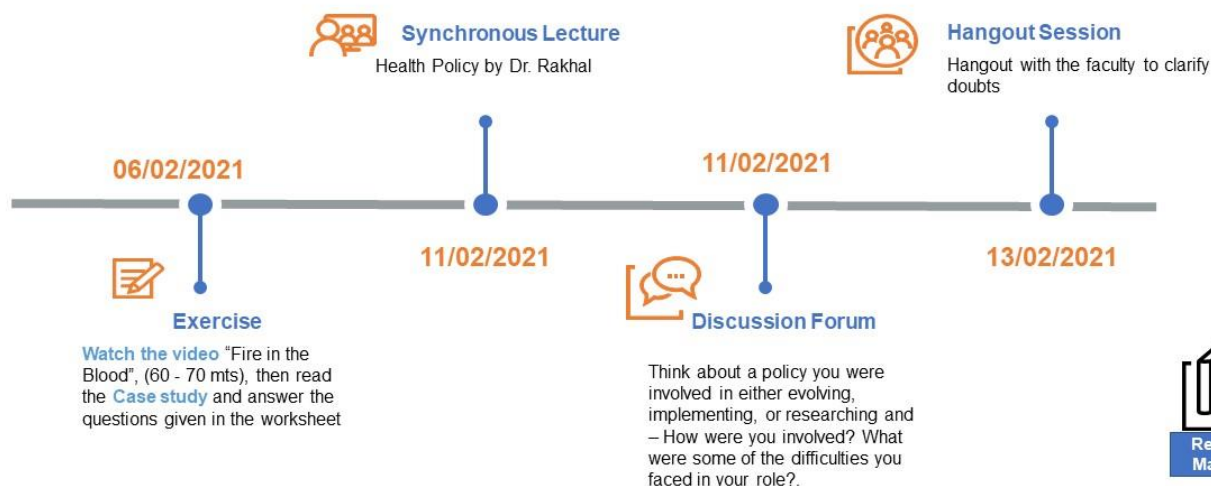 Synchronous Lecture
Health Policy by Dr. Rakhal
Hangout Session
Hangout with the faculty to clarify
doubts
06/02/2021
11/02/2021
11/02/2021
13/02/2021
Exercise
Watch the video “Fire in the
Blood”, (60 - 70 mts), then read
the Case study and answer the
questions given in the worksheet
Discussion Forum
Think about a policy you were
involved in either evolving,
implementing, or researching and
– How were you involved? What
were some of the difficulties you
faced in your role?.